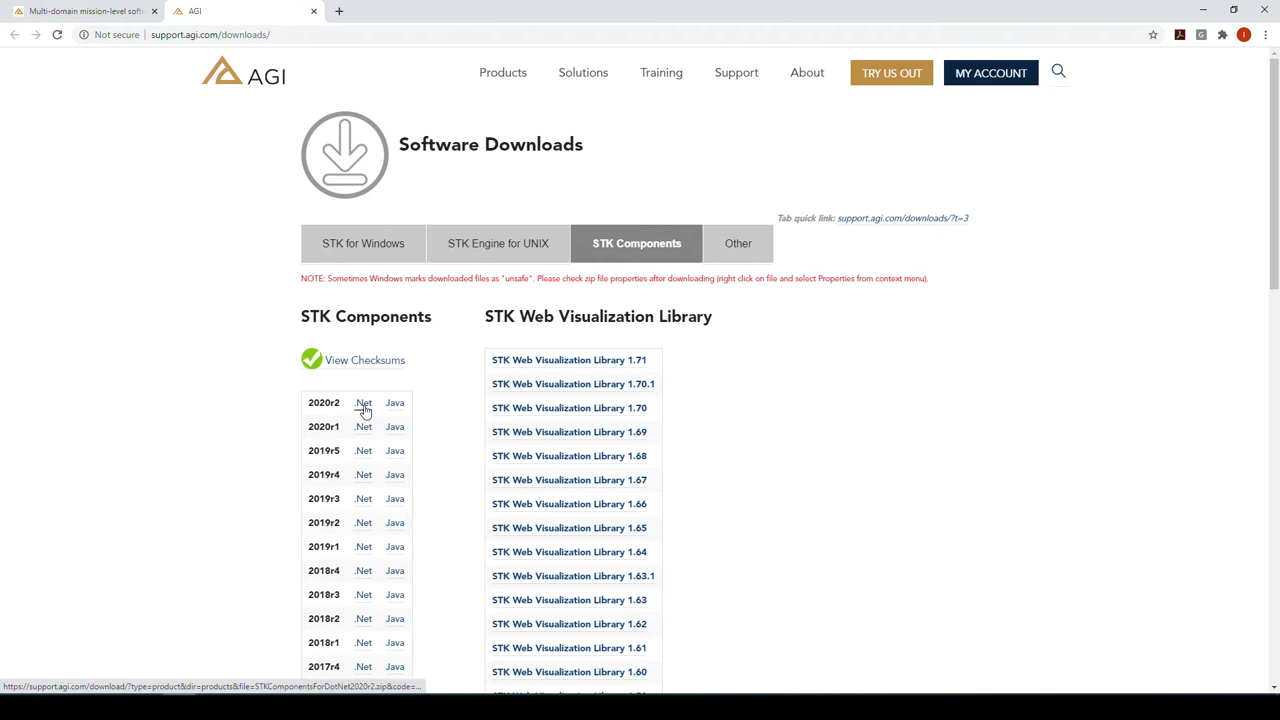 Multi-domain mission-level soft
AGI
Not secure
support.agi.com/downloads/
AGI
Products
Solutions
Training
Support
About
TRY US OUT
MY ACCOUNT
Software Downloads
Tab quick link: support.agi.com/downloads/?t=3
STK for Windows
STK Engine for UNIX
STK Components
Other
NOTE: Sometimes Windows marks downloaded files as "unsafe". Please check zip file properties after downloading (right click on file and select Properties from context menu).
STK Components
View Checksums
2020r2 .Net Java
2020r1 .Net Java
2019r5 .Net Java
2019r4 .Net Java
2019r3 .Net Java
2019r2 .Net Java
2019r1 .Net Java
2018r4 .Net Java
2018r3 .Net Java
2018r2 .Net Java
2018r1 .Net Java
2017r4 .Net Java
STK Web Visualization Library
STK Web Visualization Library 1.71
STK Web Visualization Library 1.70.1
STK Web Visualization Library 1.70
STK Web Visualization Library 1.69
STK Web Visualization Library 1.68
STK Web Visualization Library 1.67
STK Web Visualization Library 1.66
STK Web Visualization Library 1.65
STK Web Visualization Library 1.64
STK Web Visualization Library 1.63.1
STK Web Visualization Library 1.63
STK Web Visualization Library 1.62
STK Web Visualization Library 1.61
STK Web Visualization Library 1.60
https://support.agi.com/download/?type=product&dir=products&file=STKComponentsForDotNet2020r2.zip&code=...